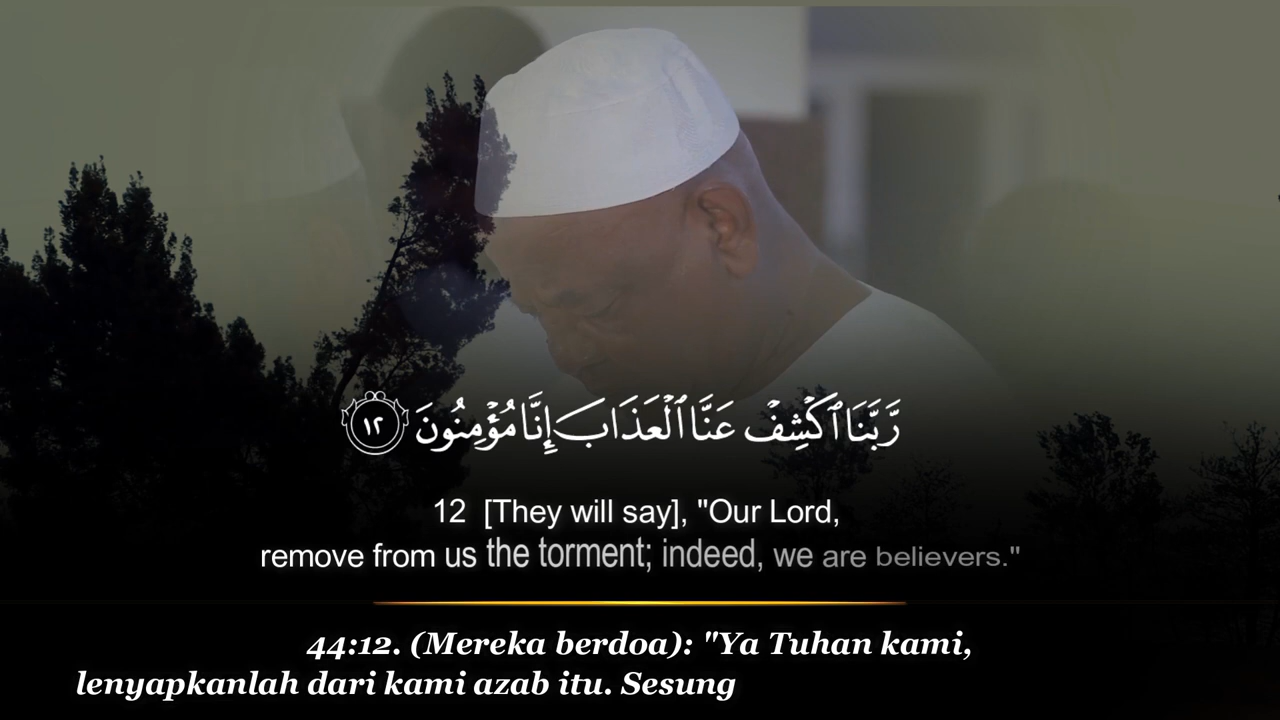 رَّبَّنَا ٱكْشِفْ عَنَّا ٱلْعَذَابَ إِنَّا مُؤْمِنُونَ ١٢
12 [They will say], "Our Lord,
remove from us the torment; indeed, we are believers."
44:12. (Mereka berdoa): "Ya Tuhan kami,
lenyapkanlah dari kami azab itu. Sesung